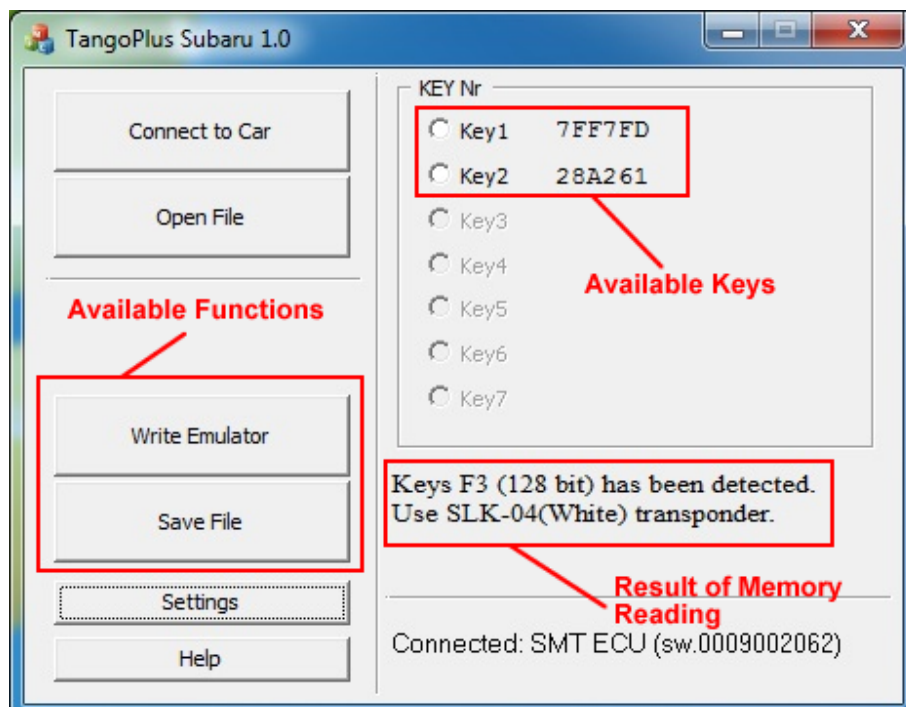 TangoPlus Subaru 1.0
Connect to Car
Open File
Available Functions
Write Emulator
Save File
Settings
Help
KEY Nr
Key1 7FF7FD
Key2 28A261
Key3
Key4
Available Keys
Key5
Key6
Key7
Keys F3 (128 bit) has been detected.
Use SLK-04(White) transponder.
Result of Memory
Reading
Connected: SMT ECU (sw.0009002062)